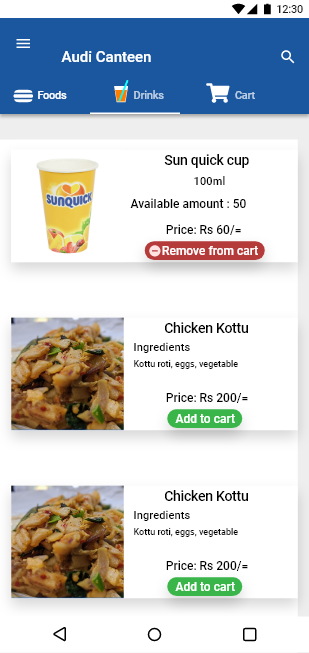 12:30
Audi Canteen
Foods
Drinks
Cart
Sun quick cup
100ml
SUNQUICK
Available amount : 50
Price: Rs 60/=
Remove from cart
Chicken Kottu
Ingredients
Kottu roti, eggs, vegetable
Price: Rs 200/=
Add to cart
Chicken Kottu
Ingredients
Kottu roti, eggs, vegetable
Price: Rs 200/=
Add to cart